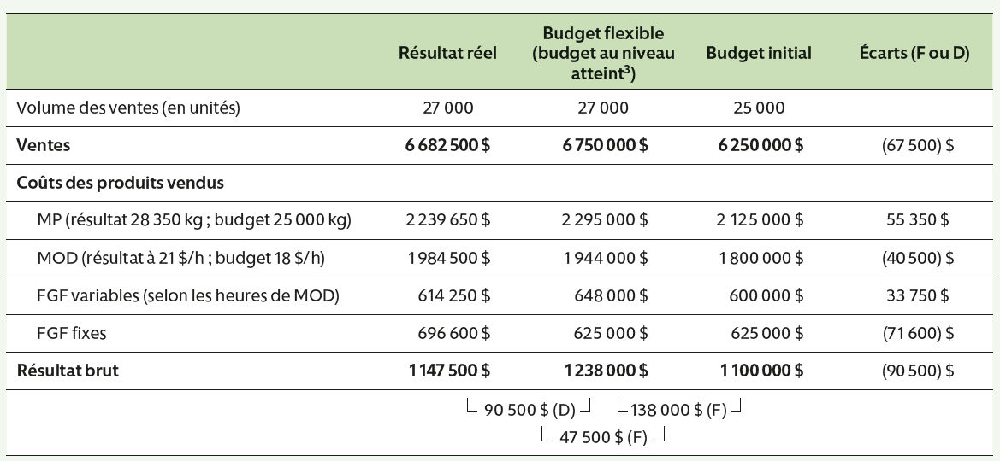 Résultat réel Budget flexible (budget au niveau atteint³) Budget initial Écarts (F ou D)
Volume des ventes (en unités) 27 000 27 000 25 000
Ventes 6 682 500 $ 6 750 000 $ 6 250 000 $ (67 500) $
Coûts des produits vendus
MP (résultat 28 350 kg ; budget 25 000 kg) 2 239 650 $ 2 295 000 $ 2 125 000 $ 55 350 $
MOD (résultat à 21 $/h ; budget 18 $/h) 1 984 500 $ 1 944 000 $ 1 800 000 $ (40 500) $
FGF variables (selon les heures de MOD) 614 250 $ 648 000 $ 600 000 $ 33 750 $
FGF fixes 696 600 $ 625 000 $ 625 000 $ (71 600) $
Résultat brut 1 147 500 $ 1 238 000 $ 1 100 000 $ (90 500) $
90 500 $ (D) 138 000 $ (F)
47 500 $ (F)